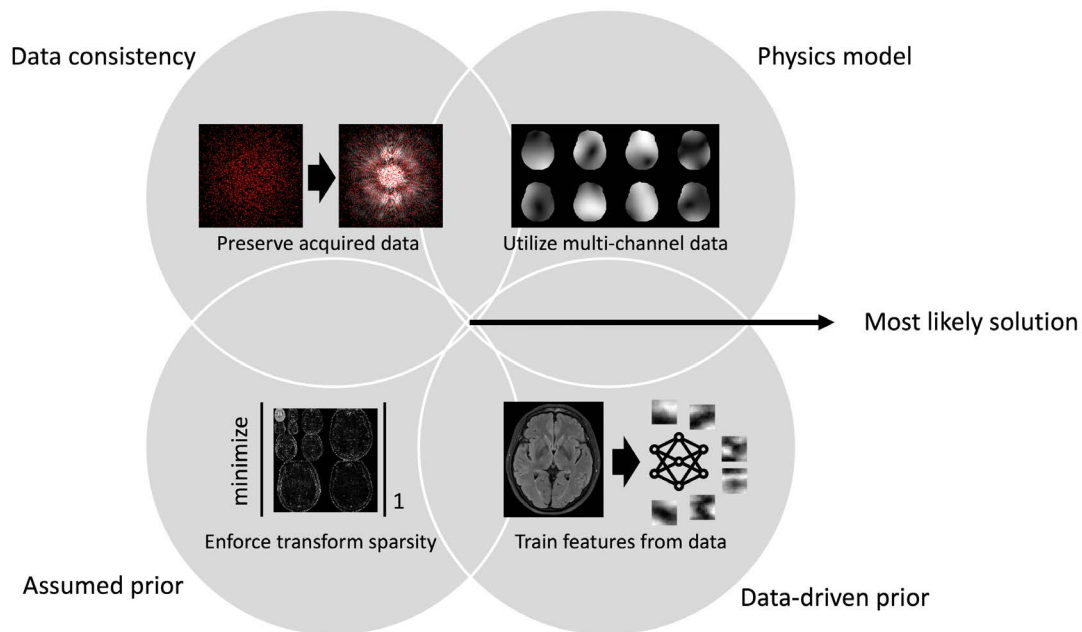 Data consistency
Physics model
Preserve acquired data
Utilize multi-channel data
Most likely solution
minimize
1
Enforce transform sparsity
Train features from data
Assumed prior
Data-driven prior